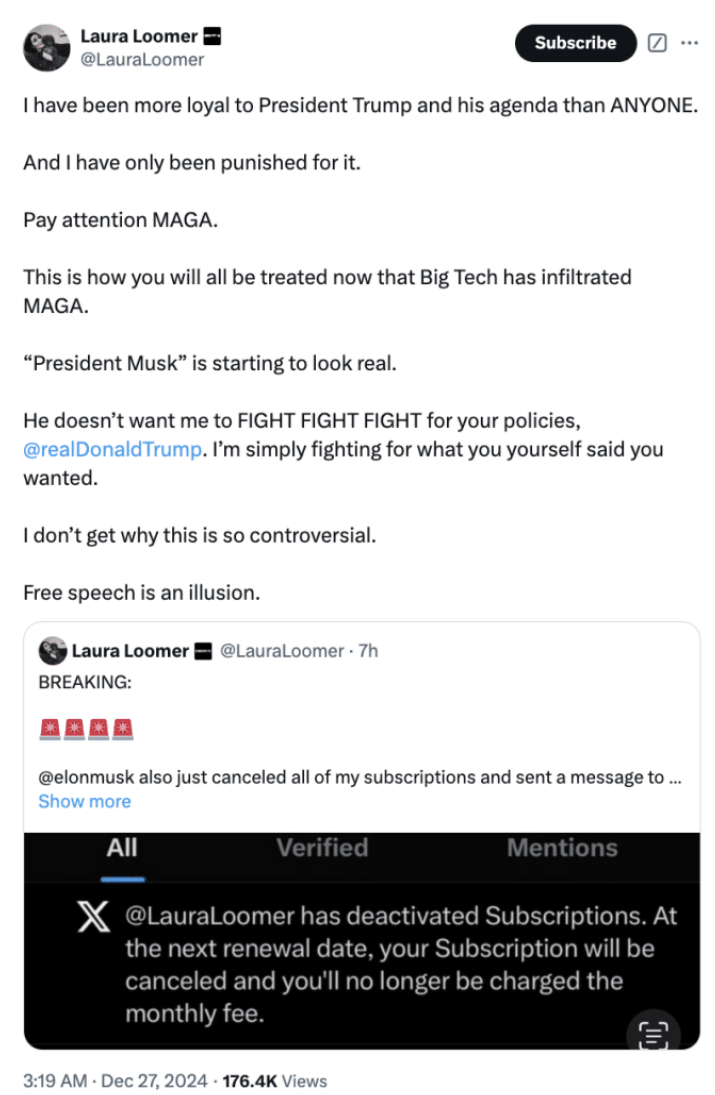 Laura Loomer
@LauraLoomer
Subscribe
I have been more loyal to President Trump and his agenda than ANYONE.
And I have only been punished for it.
Pay attention MAGA.
This is how you will all be treated now that Big Tech has infiltrated
MAGA.
“President Musk” is starting to look real.
He doesn’t want me to FIGHT FIGHT FIGHT for your policies,
@realDonaldTrump. I’m simply fighting for what you yourself said you
wanted.
I don’t get why this is so controversial.
Free speech is an illusion.
Laura Loomer @LauraLoomer · 7h
BREAKING:
@elonmusk also just canceled all of my subscriptions and sent a message to ...
Show more
All Verified Mentions
@LauraLoomer has deactivated Subscriptions. At
the next renewal date, your Subscription will be
canceled and you'll no longer be charged the
monthly fee.
3:19 AM · Dec 27, 2024 · 176.4K Views